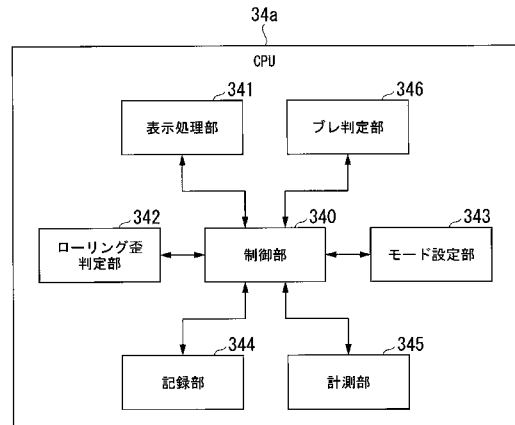 34a
CPU
341
表示処理部
346
ブレ判定部
342
ローリング歪
判定部
340
制御部
343
モード設定部
344
記録部
345
計測部